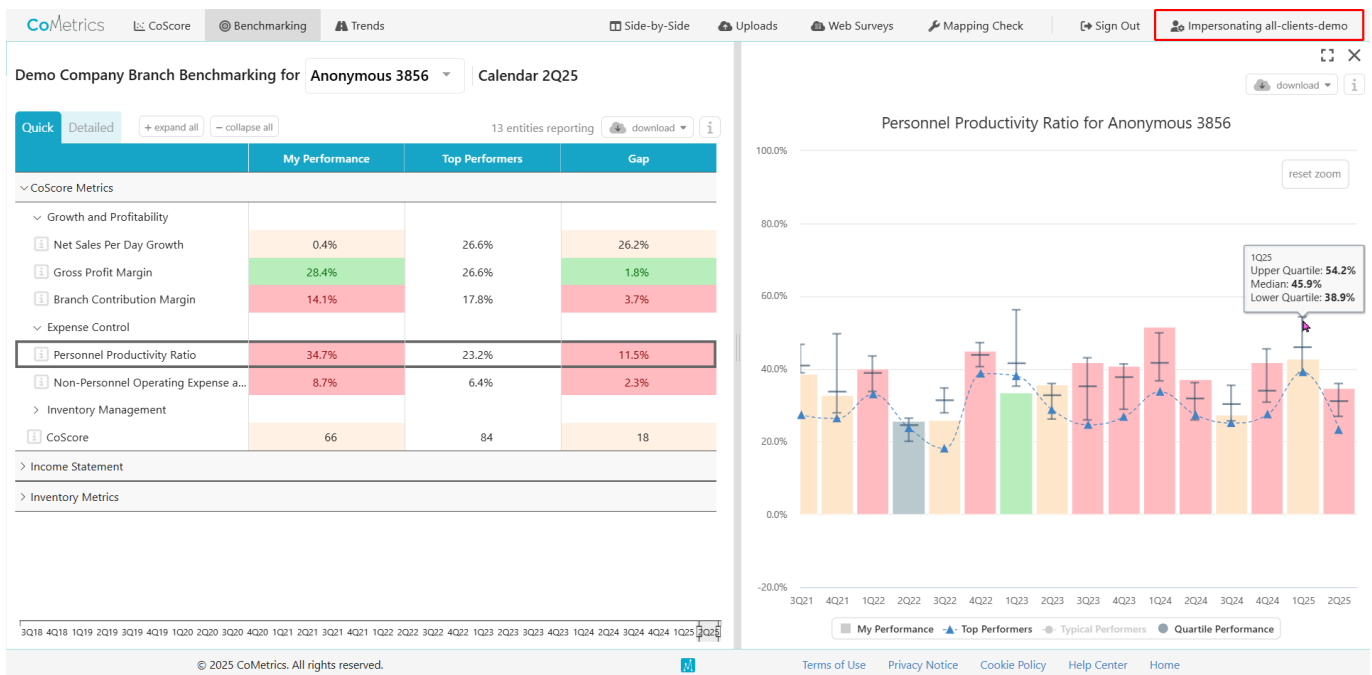 CoMetrics CoScore Benchmarking Trends Side-by-Side Uploads Web Surveys Mapping Check Sign Out Impersonating all-clients-demo
Demo Company Branch Benchmarking for Anonymous 3856 Calendar 2Q25
Quick Detailed + expand all − collapse all 13 entities reporting download i
My Performance Top Performers Gap
CoScore Metrics
Growth and Profitability
Net Sales Per Day Growth 0.4% 26.6% 26.2%
Gross Profit Margin 28.4% 26.6% 1.8%
Branch Contribution Margin 14.1% 17.8% 3.7%
Expense Control
Personnel Productivity Ratio 34.7% 23.2% 11.5%
Non-Personnel Operating Expense a... 8.7% 6.4% 2.3%
Inventory Management
CoScore 66 84 18
Income Statement
Inventory Metrics
3Q18 4Q18 1Q19 2Q19 3Q19 4Q19 1Q20 2Q20 3Q20 4Q20 1Q21 2Q21 3Q21 4Q21 1Q22 2Q22 3Q22 4Q22 1Q23 2Q23 3Q23 4Q23 1Q24 2Q24 3Q24 4Q24 1Q25 2Q25
download i
Personnel Productivity Ratio for Anonymous 3856
reset zoom
100.0%
80.0%
60.0%
40.0%
20.0%
0.0%
-20.0%
1Q25
Upper Quartile: 54.2%
Median: 45.9%
Lower Quartile: 38.9%
3Q21 4Q21 1Q22 2Q22 3Q22 4Q22 1Q23 2Q23 3Q23 4Q23 1Q24 2Q24 3Q24 4Q24 1Q25 2Q25
My Performance Top Performers Typical Performers Quartile Performance
© 2025 CoMetrics. All rights reserved. Terms of Use Privacy Notice Cookie Policy Help Center Home